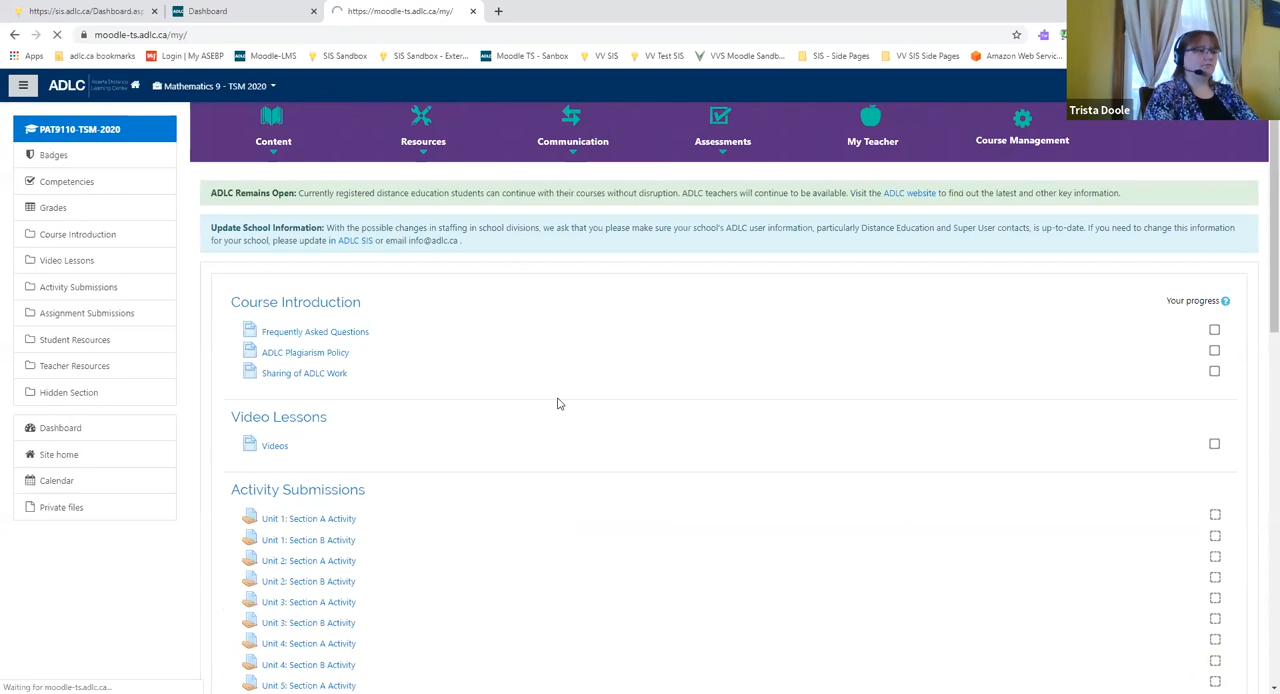 https://sis.adlc.ca/Dashboard.asp
Dashboard
https://moodle-ts.adlc.ca/my/
moodle-ts.adlc.ca/my/
Apps
adlc.ca bookmarks
Login | My ASEBP
Moodle-LMS
SIS Sandbox
SIS Sandbox - Exter...
Moodle TS - Sanbox
VV SIS
VV Test SIS
VVS Moodle Sandb...
SIS - Side Pages
VV SIS Side Pages
Amazon Web Servic...
ADLC
Alberta Distance
Learning Centre
Mathematics 9 - TSM 2020
Trista Doole
PAT9110-TSM-2020
Badges
Competencies
Grades
Course Introduction
Video Lessons
Activity Submissions
Assignment Submissions
Student Resources
Teacher Resources
Hidden Section
Dashboard
Site home
Calendar
Private files
Content
Resources
Communication
Assessments
My Teacher
Course Management
ADLC Remains Open: Currently registered distance education students can continue with their courses without disruption. ADLC teachers will continue to be available. Visit the ADLC website to find out the latest and other key information.
Update School Information: With the possible changes in staffing in school divisions, we ask that you please make sure your school's ADLC user information, particularly Distance Education and Super User contacts, is up-to-date. If you need to change this information
for your school, please update in ADLC SIS or email info@adlc.ca .
Course Introduction
Your progress
Frequently Asked Questions
ADLC Plagiarism Policy
Sharing of ADLC Work
Video Lessons
Videos
Activity Submissions
Unit 1: Section A Activity
Unit 1: Section B Activity
Unit 2: Section A Activity
Unit 2: Section B Activity
Unit 3: Section A Activity
Unit 3: Section B Activity
Unit 4: Section A Activity
Unit 4: Section B Activity
Unit 5: Section A Activity
Waiting for moodle-ts.adlc.ca...